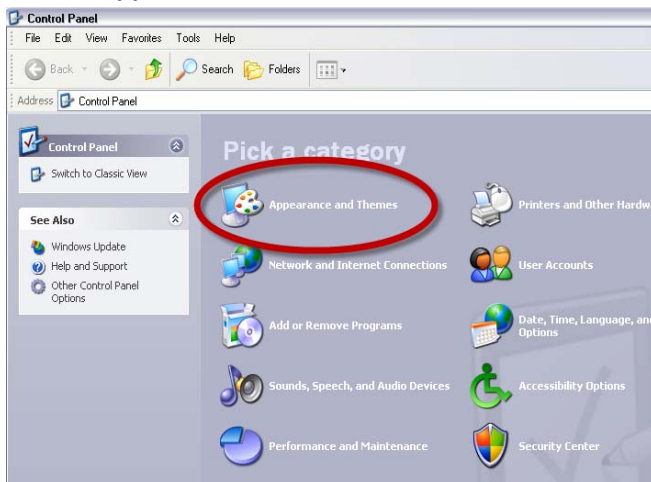 Control Panel
File Edit View Favorites Tools Help
Back Search Folders
Address Control Panel
Control Panel
Switch to Classic View
See Also
Windows Update
Help and Support
Other Control Panel
Options
Pick a category
Appearance and Themes
Printers and Other Hardw
Network and Internet Connections
User Accounts
Add or Remove Programs
Date, Time, Language, an
Options
Sounds, Speech, and Audio Devices
Accessibility Options
Performance and Maintenance
Security Center